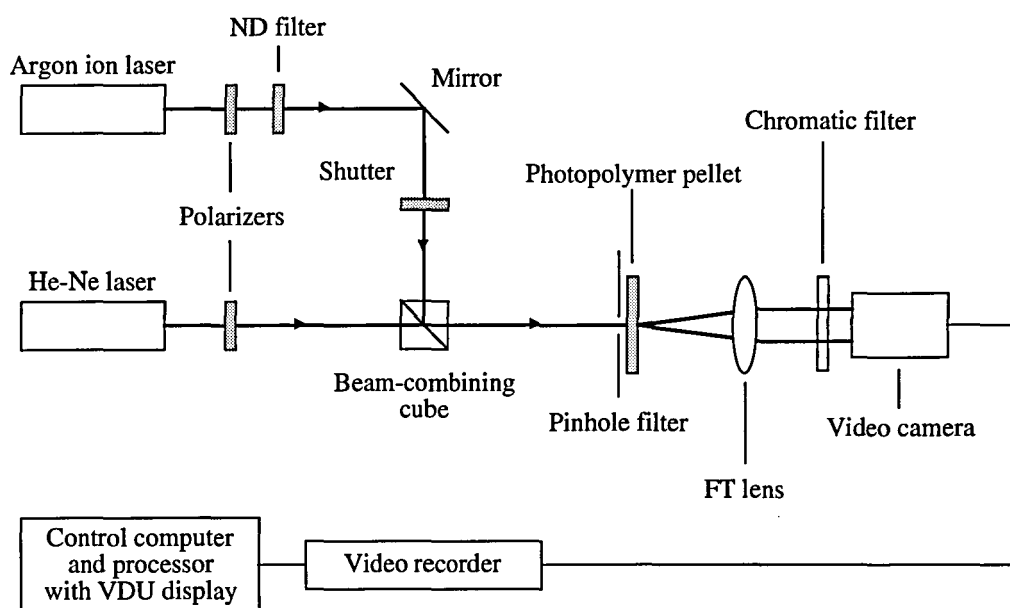 ND filter
Argon ion laser
Mirror
Chromatic filter
Shutter
Photopolymer pellet
Polarizers
He-Ne laser
Beam-combining
cube
Pinhole filter
Video camera
FT lens
Control computer
and processor
with VDU display
Video recorder